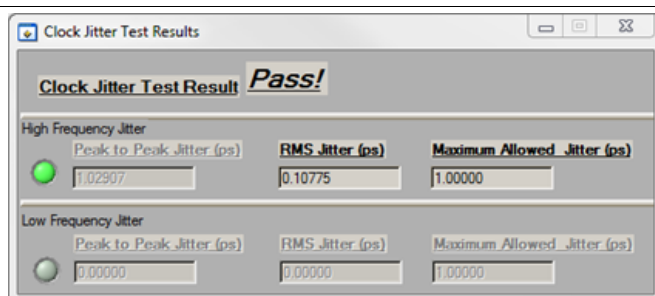 Clock Jitter Test Results
Clock Jitter Test Result Pass!
High Frequency Jitter
Peak to Peak Jitter (ps) RMS Jitter (ps) Maximum Allowed Jitter (ps)
1.02907 0.10775 1.00000
Low Frequency Jitter
Peak to Peak Jitter (ps) RMS Jitter (ps) Maximum Allowed Jitter (ps)
0.00000 0.00000 1.00000